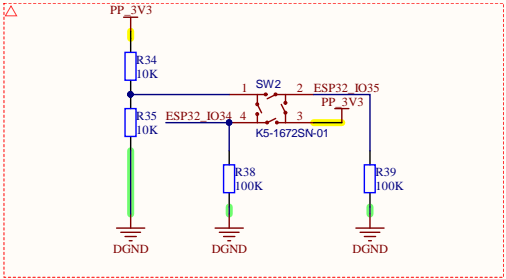 PP_3V3
R34
10K
SW2
1
2
ESP32_IO35
PP_3V3
R35
10K
ESP32_IO34
4
3
K5-1672SN-01
R38
100K
R39
100K
DGND
DGND
DGND